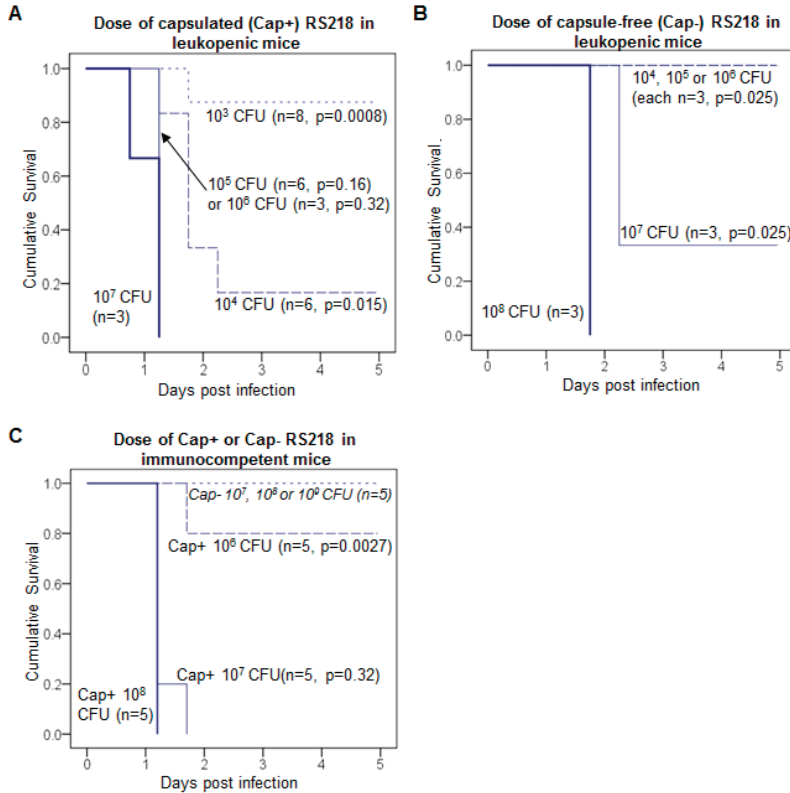 A
Dose of capsulated (Cap+) RS218 in
leukopenic mice
Cumulative Survival
1.0
0.8
0.6
0.4
0.2
0.0
10³ CFU (n=8, p=0.0008)
10⁵ CFU (n=6, p=0.16)
or 10⁶ CFU (n=3, p=0.32)
10⁷ CFU
(n=3)
10⁴ CFU (n=6, p=0.015)
0 1 2 3 4 5
Days post infection
B
Dose of capsule-free (Cap-) RS218 in
leukopenic mice
Cumulative Survival.
1.0
0.8
0.6
0.4
0.2
0.0
10⁴, 10⁵ or 10⁶ CFU
(each n=3, p=0.025)
10⁷ CFU (n=3, p=0.025)
10⁸ CFU (n=3)
0 1 2 3 4 5
Days post infection
C
Dose of Cap+ or Cap- RS218 in
immunocompetent mice
Cumulative Survival
1.0
0.8
0.6
0.4
0.2
0.0
Cap- 10⁷, 10⁸ or 10⁹ CFU (n=5)
Cap+ 10⁶ CFU (n=5, p=0.0027)
Cap+ 10⁷ CFU(n=5, p=0.32)
Cap+ 10⁸
CFU (n=5)
0 1 2 3 4 5
Days post infection